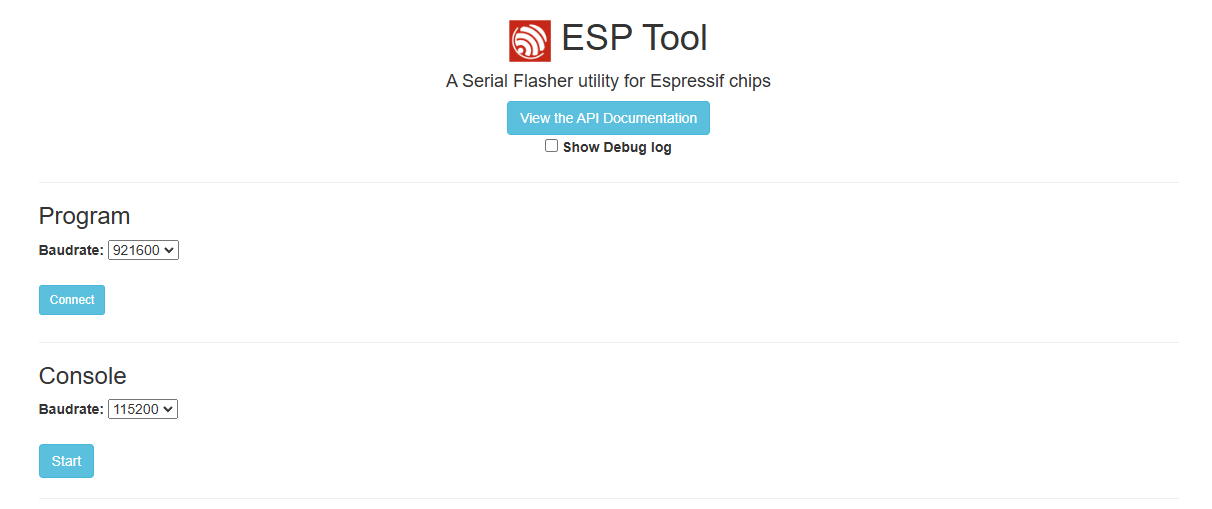 ESP Tool
A Serial Flasher utility for Espressif chips
View the API Documentation
Show Debug log
Program
Baudrate: 921600
Connect
Console
Baudrate: 115200
Start